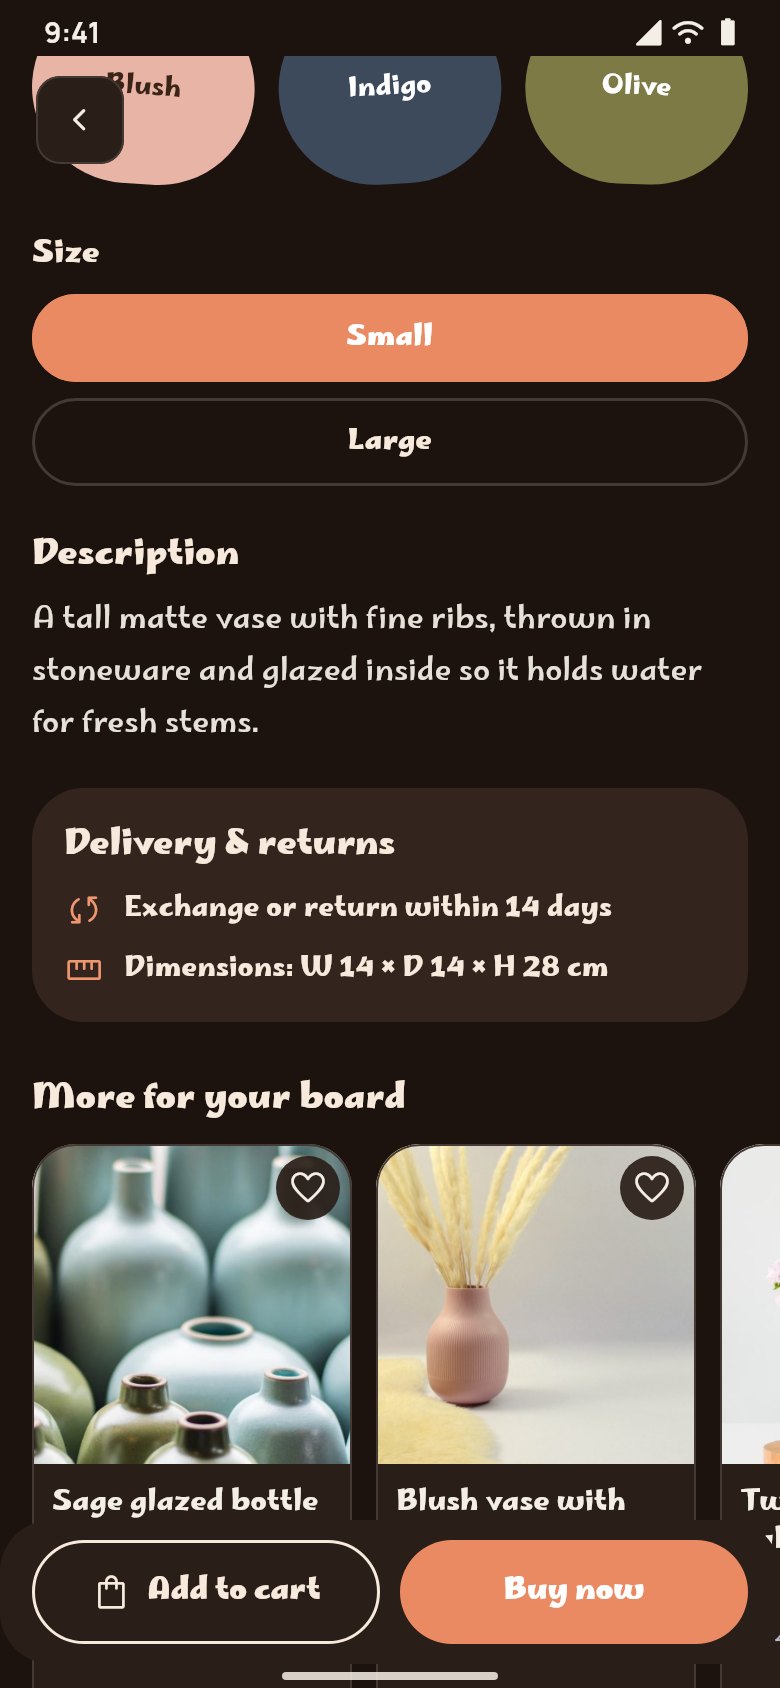 9:41
Blush
Indigo
Olive
Size
Small
Large
Description
A tall matte vase with fine ribs, thrown in
stoneware and glazed inside so it holds water
for fresh stems.
Delivery & returns
Exchange or return within 14 days
Dimensions: W 14 × D 14 × H 28 cm
More for your board
Sage glazed bottle
Blush vase with
Add to cart
Buy now